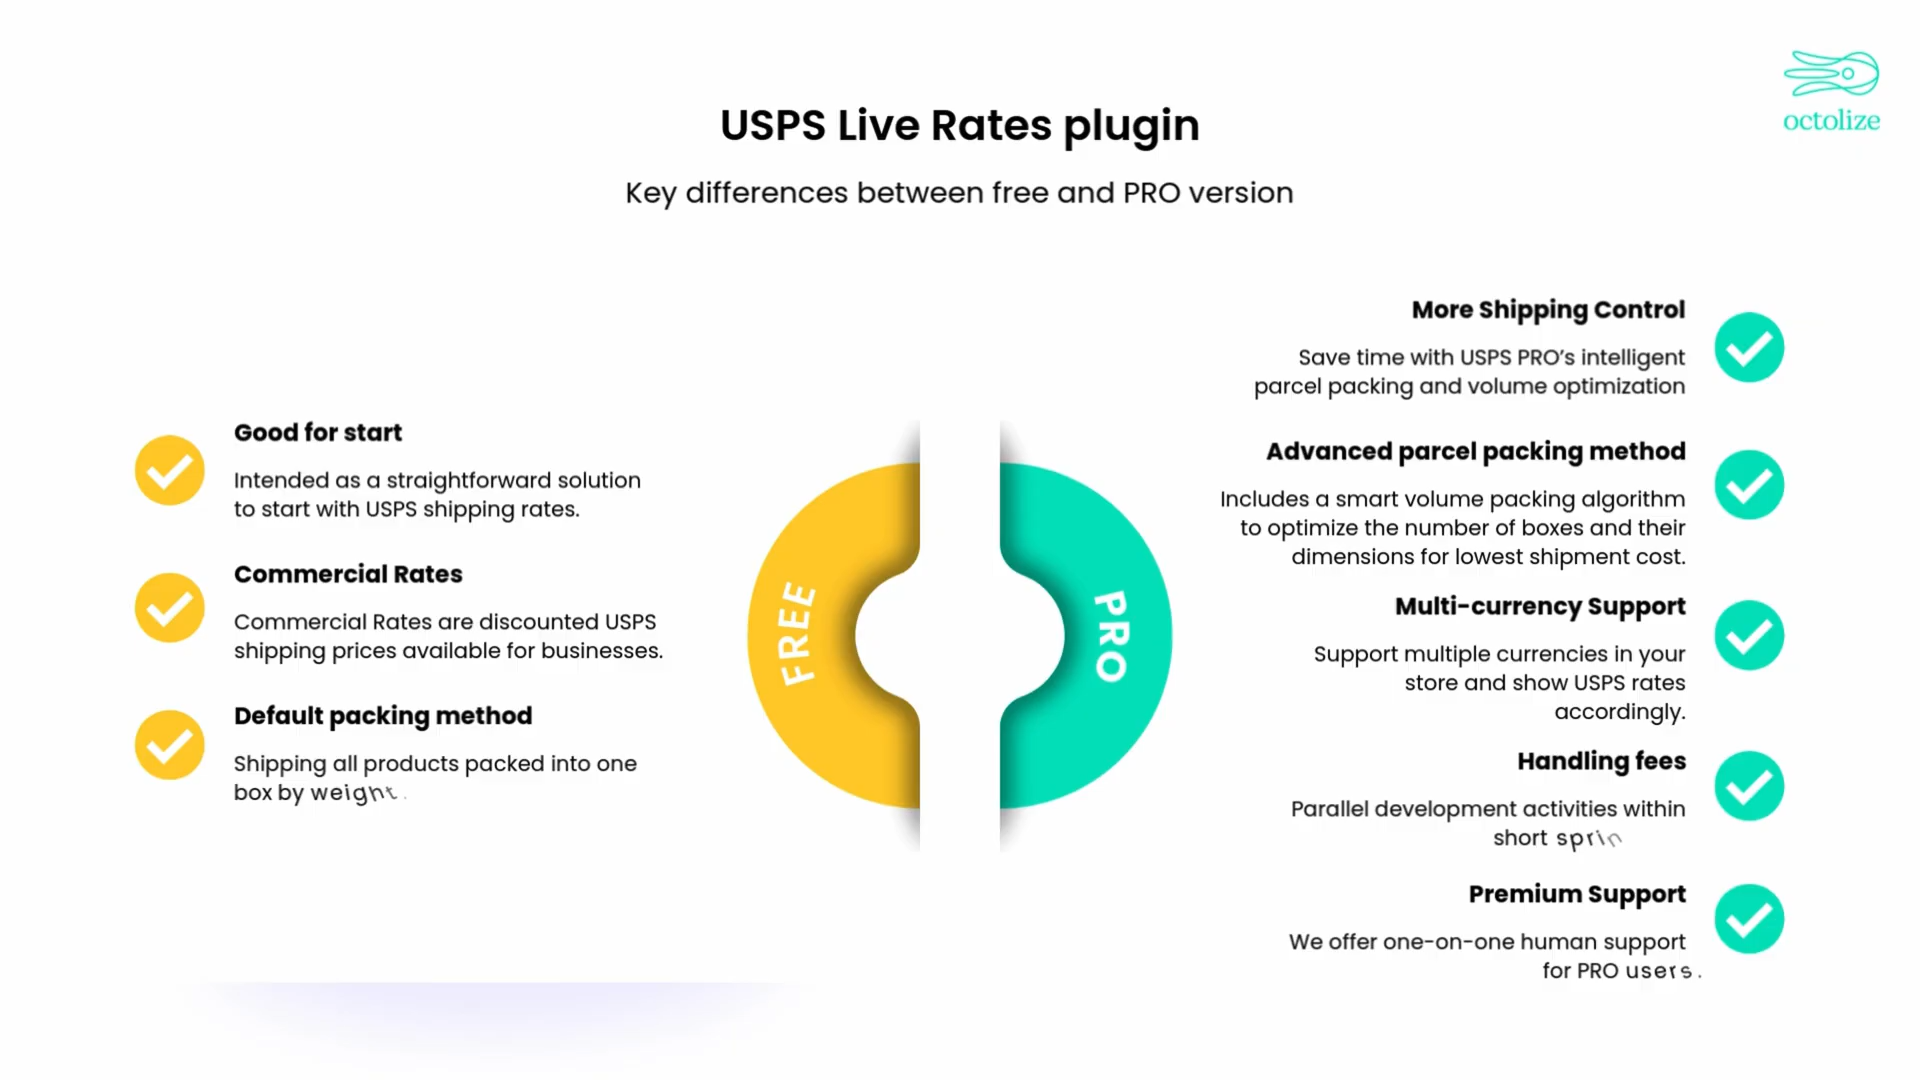 octolize
USPS Live Rates plugin
Key differences between free and PRO version
Good for start
Intended as a straightforward solution
to start with USPS shipping rates.
Commercial Rates
Commercial Rates are discounted USPS
shipping prices available for businesses.
Default packing method
Shipping all products packed into one
box by weight.
FREE
PRO
More Shipping Control
Save time with USPS PRO’s intelligent
parcel packing and volume optimization
Advanced parcel packing method
Includes a smart volume packing algorithm
to optimize the number of boxes and their
dimensions for lowest shipment cost.
Multi-currency Support
Support multiple currencies in your
store and show USPS rates
accordingly.
Handling fees
Parallel development activities within
short sprin
Premium Support
We offer one-on-one human support
for PRO users.